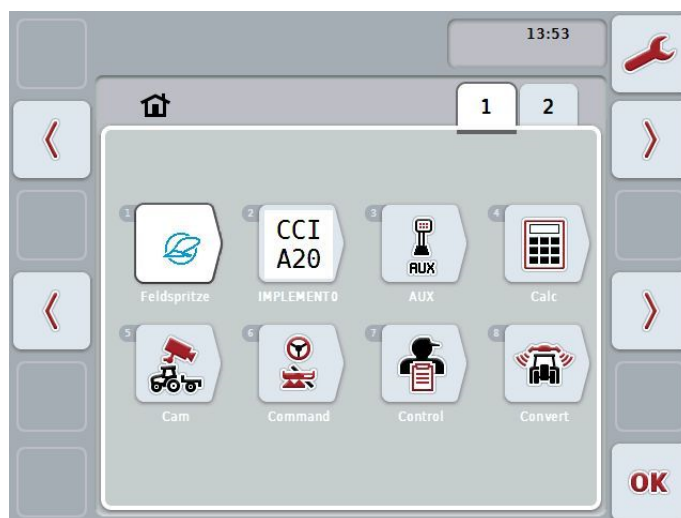 13:53
1
2
1
2
3
4
CCI
A20
AUX
Feldspritze
IMPLEMENT0
AUX
Calc
5
6
7
8
Cam
Command
Control
Convert
OK